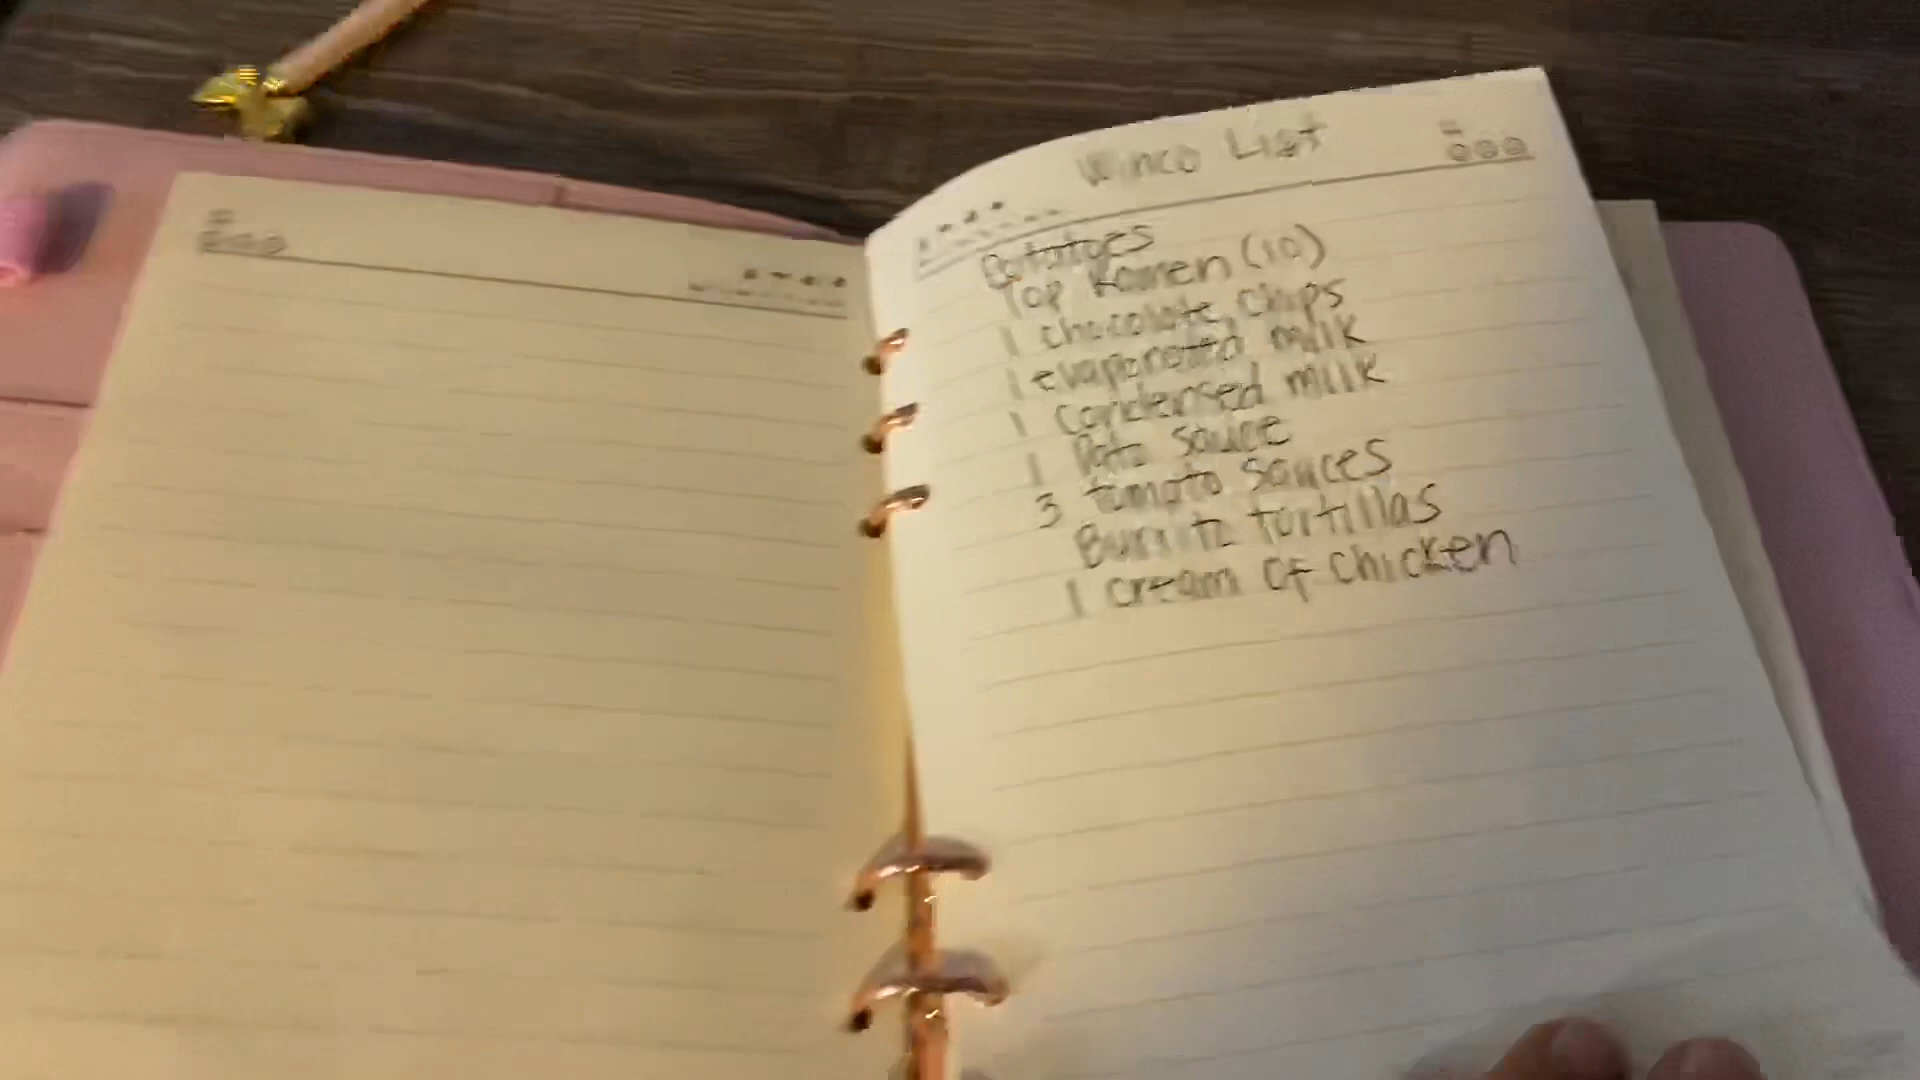 Winco List
Potatoes
Top Ramen (10)
1 chocolate chips
1 evaporated milk
1 condensed milk
1 sauce
3 tomato sauces
Burrito tortillas
1 cream of chicken